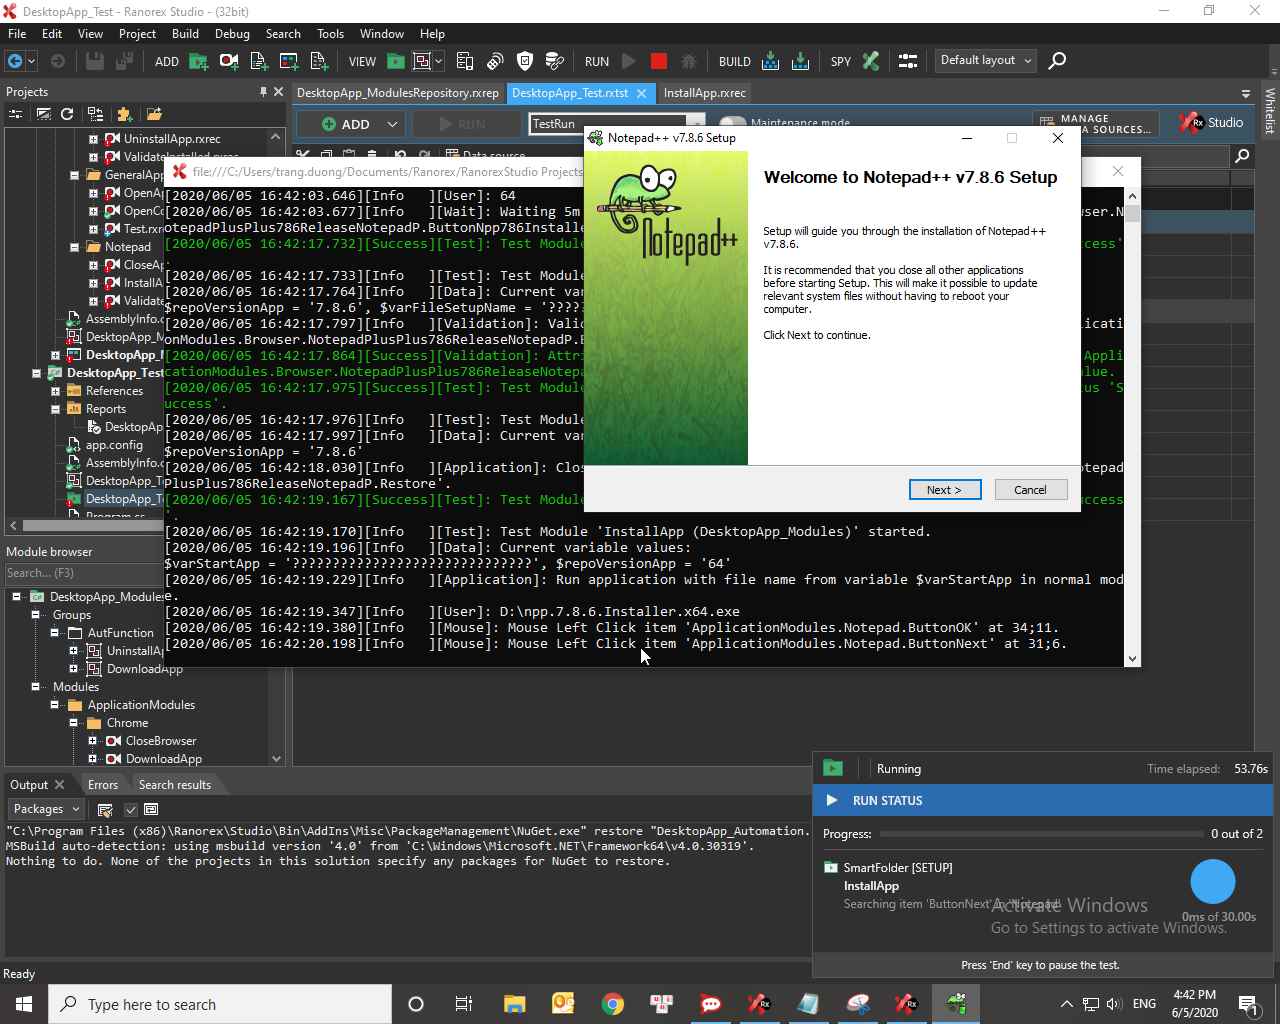 DesktopApp_Test - Ranorex Studio - (32bit)
File Edit View Project Build Debug Search Tools Window Help
ADD VIEW RUN BUILD SPY Default layout
Projects
DesktopApp_ModulesRepository.rxrep DesktopApp_Test.rxtst InstallApp.rxrec
ADD RUN TestRun Maintenance mode MANAGE DATA SOURCES... Rx Studio
Data source
Whitelist
UninstallApp.rxrec
ValidateInstalled.rxrec
GeneralApp
OpenAp
OpenCo
Test.rxr
Notepad
CloseAp
InstallA
Validate
AssemblyInfo.c
DesktopApp_M
DesktopApp_M
DesktopApp_Test
References
Reports
DesktopAp
app.config
AssemblyInfo.c
DesktopApp_Te
DesktopApp_Te
Program.cs
file:///C:/Users/trang.duong/Documents/Ranorex/RanorexStudio Projects
[2020/06/05 16:42:03.646][Info   ][User]: 64
[2020/06/05 16:42:03.677][Info   ][Wait]: Waiting 5m ser.N
otepadPlusPlus786ReleaseNotepadP.ButtonNpp786Installe
[2020/06/05 16:42:17.732][Success][Test]: Test Module ccess'
.
[2020/06/05 16:42:17.733][Info   ][Test]: Test Modul
[2020/06/05 16:42:17.764][Info   ][Data]: Current var
$repoVersionApp = '7.8.6', $varFileSetupName = '????
[2020/06/05 16:42:17.797][Info   ][Validation]: Valid licati
onModules.Browser.NotepadPlusPlus786ReleaseNotepadP.B
[2020/06/05 16:42:17.864][Success][Validation]: Attri Appli
cationModules.Browser.NotepadPlusPlus786ReleaseNotepa lue.
[2020/06/05 16:42:17.975][Success][Test]: Test Modul us 'S
uccess'.
[2020/06/05 16:42:17.976][Info   ][Test]: Test Modul
[2020/06/05 16:42:17.997][Info   ][Data]: Current var
$repoVersionApp = '7.8.6'
[2020/06/05 16:42:18.030][Info   ][Application]: Clos otepad
PlusPlus786ReleaseNotepadP.Restore'.
[2020/06/05 16:42:19.167][Success][Test]: Test Modul uccess
'.
[2020/06/05 16:42:19.170][Info   ][Test]: Test Module 'InstallApp (DesktopApp_Modules)' started.
[2020/06/05 16:42:19.196][Info   ][Data]: Current variable values:
$varStartApp = '??????????????????????????????', $repoVersionApp = '64'
[2020/06/05 16:42:19.229][Info   ][Application]: Run application with file name from variable $varStartApp in normal mod
e.
[2020/06/05 16:42:19.347][Info   ][User]: D:\npp.7.8.6.Installer.x64.exe
[2020/06/05 16:42:19.380][Info   ][Mouse]: Mouse Left Click item 'ApplicationModules.Notepad.ButtonOK' at 34;11.
[2020/06/05 16:42:20.198][Info   ][Mouse]: Mouse Left Click item 'ApplicationModules.Notepad.ButtonNext' at 31;6.
Notepad++ v7.8.6 Setup
Notepad++
Welcome to Notepad++ v7.8.6 Setup
Setup will guide you through the installation of Notepad++
v7.8.6.
It is recommended that you close all other applications
before starting Setup. This will make it possible to update
relevant system files without having to reboot your
computer.
Click Next to continue.
Next > Cancel
Module browser
Search... (F3)
DesktopApp_Modules
Groups
AutFunction
UninstallAp
DownloadApp
Modules
ApplicationModules
Chrome
CloseBrowser
DownloadApp
Output Errors Search results
Packages
"C:\Program Files (x86)\Ranorex\Studio\Bin\AddIns\Misc\PackageManagement\NuGet.exe" restore "DesktopApp_Automation.
MSBuild auto-detection: using msbuild version '4.0' from 'C:\Windows\Microsoft.NET\Framework64\v4.0.30319'.
Nothing to do. None of the projects in this solution specify any packages for NuGet to restore.
Running Time elapsed: 53.76s
RUN STATUS
Progress: 0 out of 2
SmartFolder [SETUP]
InstallApp
Searching item 'ButtonNext' in 'Notepad'
0ms of 30.00s
Activate Windows
Go to Settings to activate Windows.
Press 'End' key to pause the test.
Ready
Type here to search
ENG
4:42 PM
6/5/2020
1